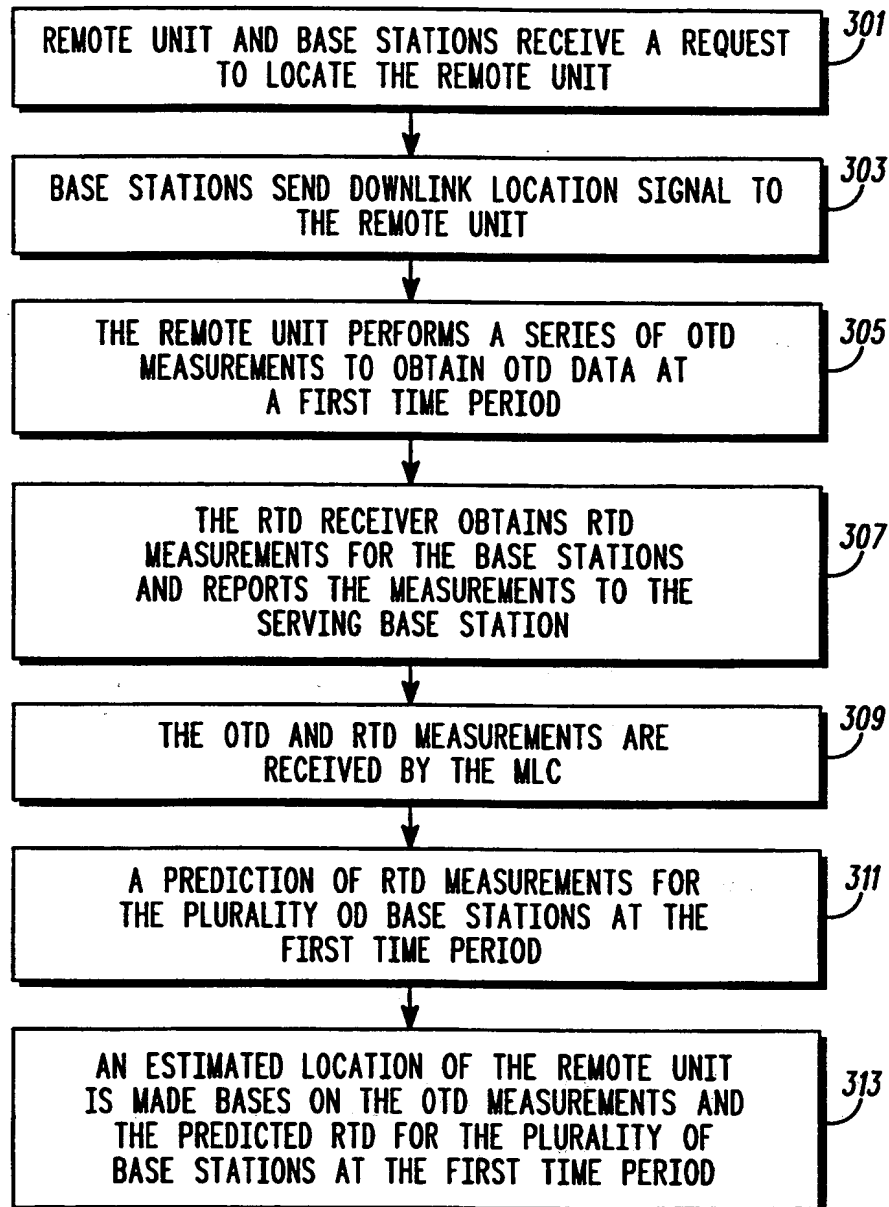 REMOTE UNIT AND BASE STATIONS RECEIVE A REQUEST
TO LOCATE THE REMOTE UNIT
301
BASE STATIONS SEND DOWNLINK LOCATION SIGNAL TO
THE REMOTE UNIT
303
THE REMOTE UNIT PERFORMS A SERIES OF OTD
MEASUREMENTS TO OBTAIN OTD DATA AT
A FIRST TIME PERIOD
305
THE RTD RECEIVER OBTAINS RTD
MEASUREMENTS FOR THE BASE STATIONS
AND REPORTS THE MEASUREMENTS TO THE
SERVING BASE STATION
307
THE OTD AND RTD MEASUREMENTS ARE
RECEIVED BY THE MLC
309
A PREDICTION OF RTD MEASUREMENTS FOR
THE PLURALITY OD BASE STATIONS AT THE
FIRST TIME PERIOD
311
AN ESTIMATED LOCATION OF THE REMOTE UNIT
IS MADE BASES ON THE OTD MEASUREMENTS AND
THE PREDICTED RTD FOR THE PLURALITY OF
BASE STATIONS AT THE FIRST TIME PERIOD
313